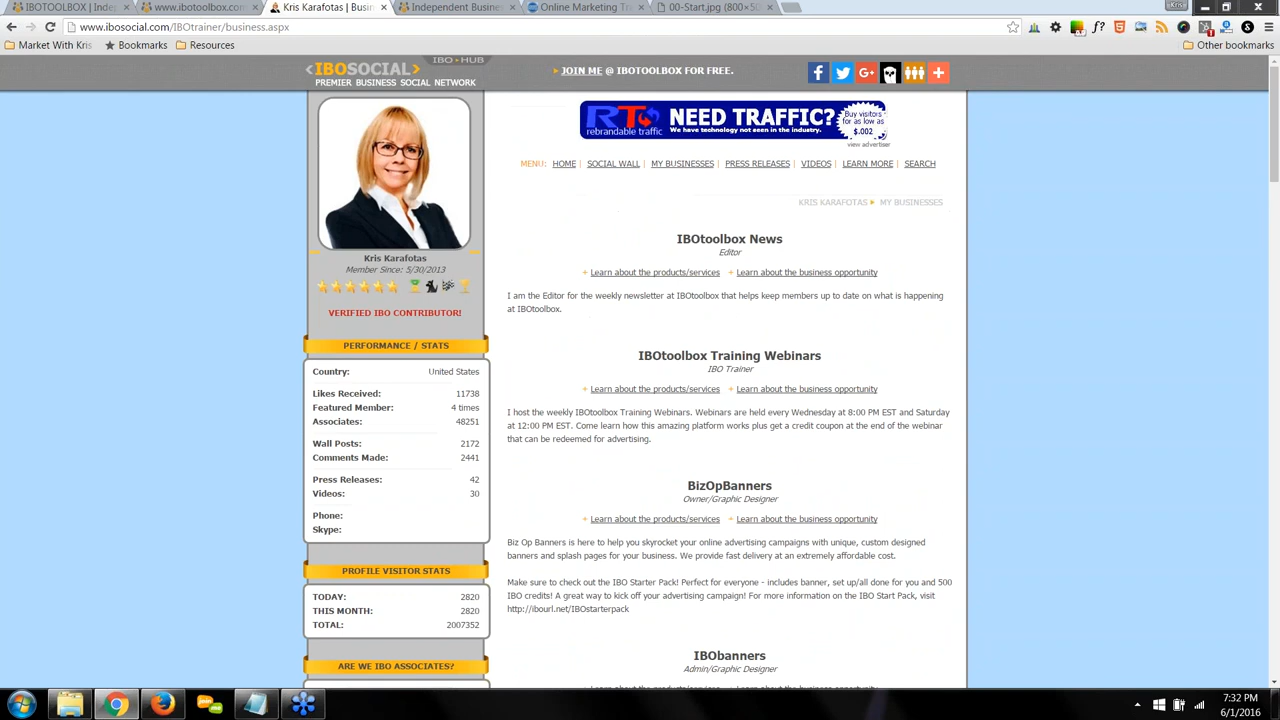 IBOTOOLBOX | Indep
www.ibotoolbox.com
Kris Karafotas | Busin
Independent Busines
Online Marketing Tra
00-Start.jpg (800×50
Kris
www.ibosocial.com/IBOtrainer/business.aspx
Market With Kris
Bookmarks
Resources
Other bookmarks
<IBOSOCIAL>
IBO HUB
PREMIER BUSINESS SOCIAL NETWORK
JOIN ME @ IBOTOOLBOX FOR FREE.
RT rebrandable traffic
NEED TRAFFIC?
We have technology not seen in the industry.
Buy visitors for as low as $.002
view advertiser
MENU: HOME | SOCIAL WALL | MY BUSINESSES | PRESS RELEASES | VIDEOS | LEARN MORE | SEARCH
KRIS KARAFOTAS MY BUSINESSES
Kris Karafotas
Member Since: 5/30/2013
VERIFIED IBO CONTRIBUTOR!
PERFORMANCE / STATS
Country: United States
Likes Received: 11738
Featured Member: 4 times
Associates: 48251
Wall Posts: 2172
Comments Made: 2441
Press Releases: 42
Videos: 30
Phone:
Skype:
PROFILE VISITOR STATS
TODAY: 2820
THIS MONTH: 2820
TOTAL: 2007352
ARE WE IBO ASSOCIATES?
IBOtoolbox News
Editor
+ Learn about the products/services + Learn about the business opportunity
I am the Editor for the weekly newsletter at IBOtoolbox that helps keep members up to date on what is happening
at IBOtoolbox.
IBOtoolbox Training Webinars
IBO Trainer
+ Learn about the products/services + Learn about the business opportunity
I host the weekly IBOtoolbox Training Webinars. Webinars are held every Wednesday at 8:00 PM EST and Saturday
at 12:00 PM EST. Come learn how this amazing platform works plus get a credit coupon at the end of the webinar
that can be redeemed for advertising.
BizOpBanners
Owner/Graphic Designer
+ Learn about the products/services + Learn about the business opportunity
Biz Op Banners is here to help you skyrocket your online advertising campaigns with unique, custom designed
banners and splash pages for your business. We provide fast delivery at an extremely affordable cost.
Make sure to check out the IBO Starter Pack! Perfect for everyone - includes banner, set up/all done for you and 500
IBO credits! A great way to kick off your advertising campaign! For more information on the IBO Start Pack, visit
http://ibourl.net/IBOstarterpack
IBObanners
Admin/Graphic Designer
7:32 PM
6/1/2016